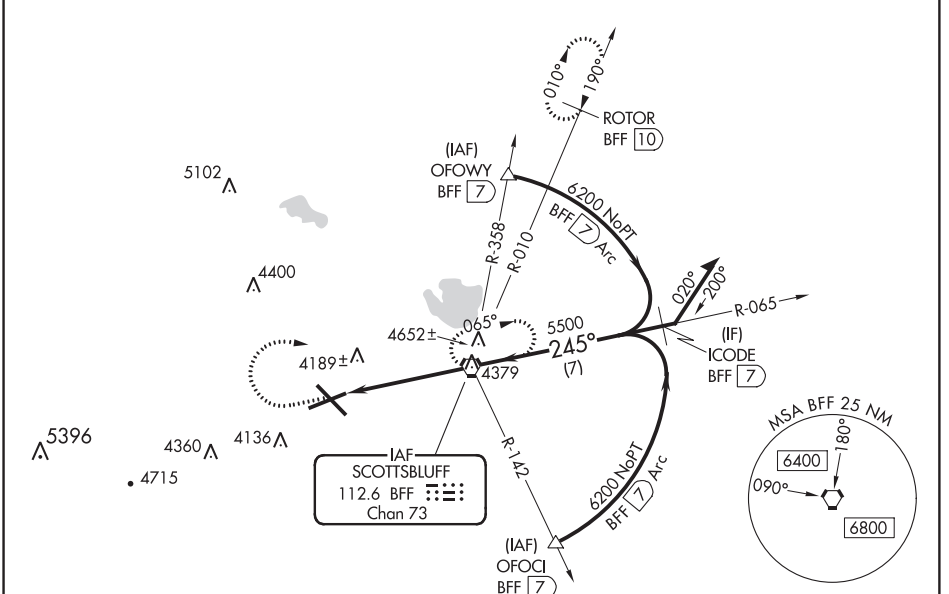 010°
190°
ROTOR
BFF 10
(IAF)
OFOWY
BFF 7
5102
6200 NoPT
BFF 7 Arc
R-358
R-010
4400
020°
200°
R-065
4652±
065°
5500
245°
(7)
(IF)
ICODE
BFF 7
4189±
4379
5396
4360
4136
4715
R-142
IAF
SCOTTSBLUFF
112.6 BFF
Chan 73
6200 NoPT
BFF 7 Arc
(IAF)
OFOCI
BFF 7
MSA BFF 25 NM
180°
6400
090°
6800